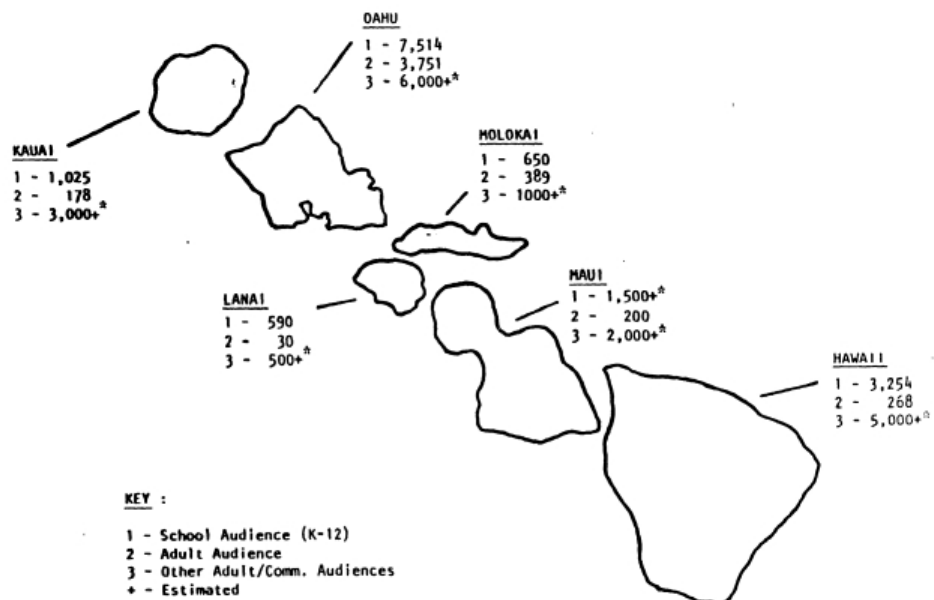 OAHU
1 - 7,514
2 - 3,751
3 - 6,000+*
KAUAI
1 - 1,025
2 - 178
3 - 3,000+*
MOLOKAI
1 - 650
2 - 389
3 - 1000+*
LANAI
1 - 590
2 - 30
3 - 500+*
MAUI
1 - 1,500+*
2 - 200
3 - 2,000+*
HAWAII
1 - 3,254
2 - 268
3 - 5,000+*
KEY :
1 - School Audience (K-12)
2 - Adult Audience
3 - Other Adult/Comm. Audiences
+ - Estimated